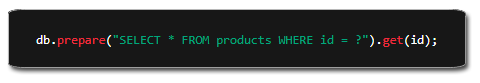 db.prepare("SELECT * FROM products WHERE id = ?").get(id);